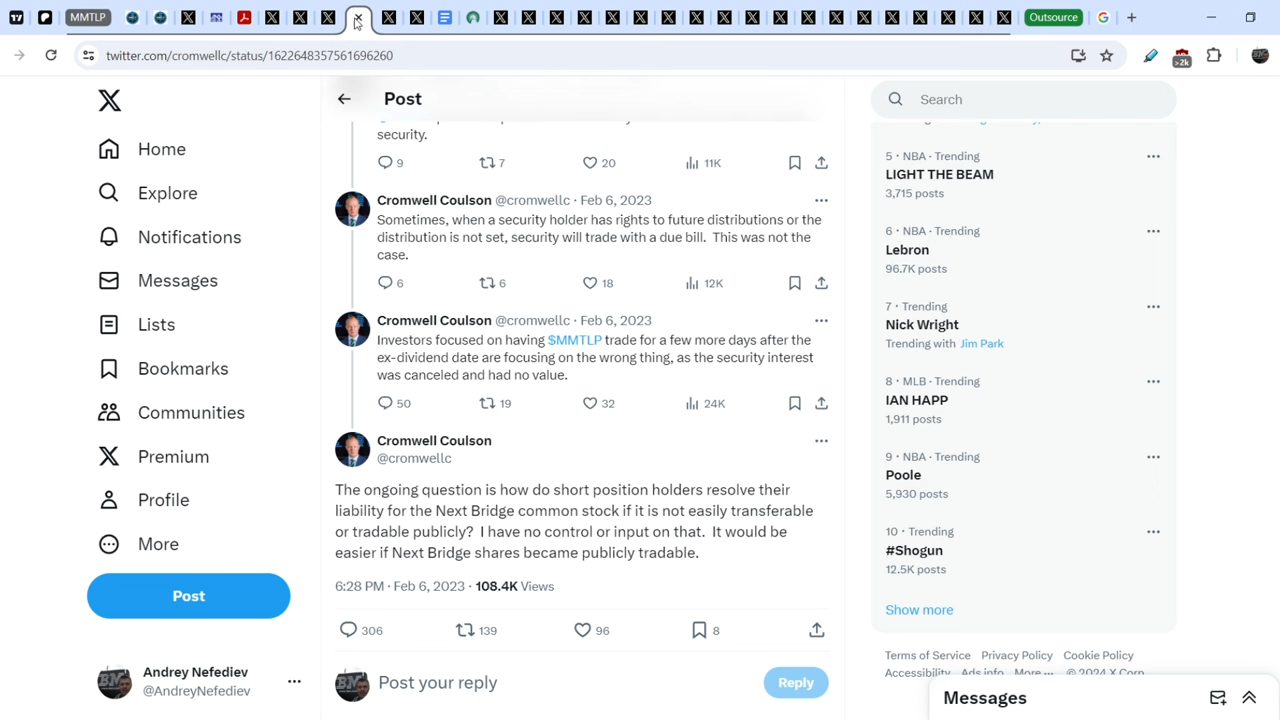 MMTLP
Outsource
twitter.com/cromwellc/status/1622648357561696260
>2k
Home
Explore
Notifications
Messages
Lists
Bookmarks
Communities
Premium
Profile
More
Post
Andrey Nefediev
@AndreyNefediev
Post
security.
9 7 20 11K
Cromwell Coulson @cromwellc · Feb 6, 2023
Sometimes, when a security holder has rights to future distributions or the
distribution is not set, security will trade with a due bill. This was not the
case.
6 6 18 12K
Cromwell Coulson @cromwellc · Feb 6, 2023
Investors focused on having $MMTLP trade for a few more days after the
ex-dividend date are focusing on the wrong thing, as the security interest
was canceled and had no value.
50 19 32 24K
Cromwell Coulson
@cromwellc
The ongoing question is how do short position holders resolve their
liability for the Next Bridge common stock if it is not easily transferable
or tradable publicly? I have no control or input on that. It would be
easier if Next Bridge shares became publicly tradable.
6:28 PM · Feb 6, 2023 · 108.4K Views
306 139 96 8
Post your reply
Reply
Search
5 · NBA · Trending
LIGHT THE BEAM
3,715 posts
6 · NBA · Trending
Lebron
96.7K posts
7 · Trending
Nick Wright
Trending with Jim Park
8 · MLB · Trending
IAN HAPP
1,911 posts
9 · NBA · Trending
Poole
5,930 posts
10 · Trending
#Shogun
12.5K posts
Show more
Terms of Service Privacy Policy Cookie Policy
Accessibility Ads info More ... © 2024 X Corp.
Messages